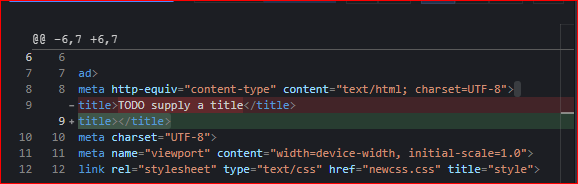 @@ -6,7 +6,7
6 6
7 7 ad>
8 8 meta http-equiv="content-type" content="text/html; charset=UTF-8">
9 -title>TODO supply a title</title>
9+title></title>
10 10 meta charset="UTF-8">
11 11 meta name="viewport" content="width=device-width, initial-scale=1.0">
12 12 link rel="stylesheet" type="text/css" href="newcss.css" title="style">